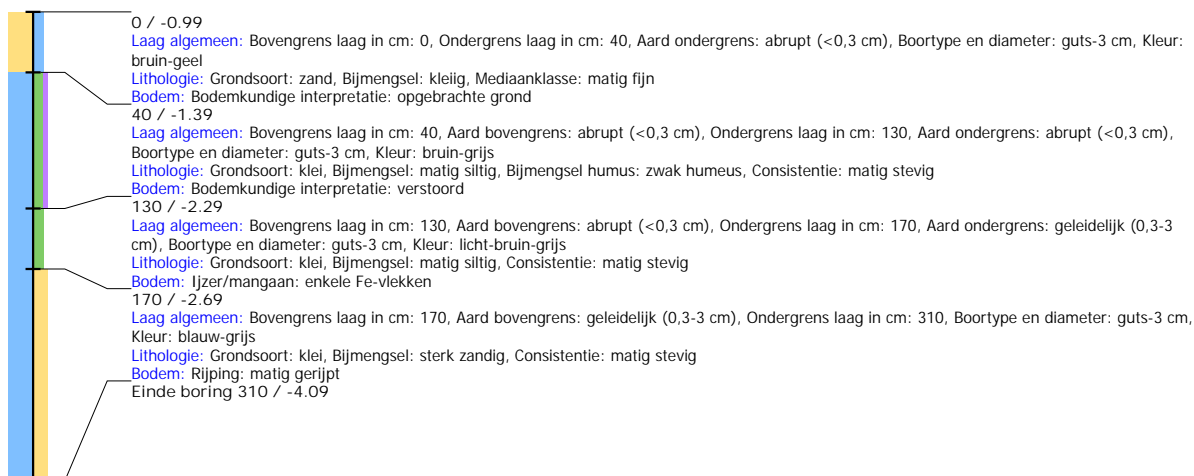 0 / -0.99
Laag algemeen: Bovengrens laag in cm: 0, Ondergrens laag in cm: 40, Aard ondergrens: abrupt (<0,3 cm), Boortype en diameter: guts-3 cm, Kleur:
bruin-geel
Lithologie: Grondsoort: zand, Bijmengsel: kleiig, Mediaanklasse: matig fijn
Bodem: Bodemkundige interpretatie: opgebrachte grond
40 / -1.39
Laag algemeen: Bovengrens laag in cm: 40, Aard bovengrens: abrupt (<0,3 cm), Ondergrens laag in cm: 130, Aard ondergrens: abrupt (<0,3 cm),
Boortype en diameter: guts-3 cm, Kleur: bruin-grijs
Lithologie: Grondsoort: klei, Bijmengsel: matig siltig, Bijmengsel humus: zwak humeus, Consistentie: matig stevig
Bodem: Bodemkundige interpretatie: verstoord
130 / -2.29
Laag algemeen: Bovengrens laag in cm: 130, Aard bovengrens: abrupt (<0,3 cm), Ondergrens laag in cm: 170, Aard ondergrens: geleidelijk (0,3-3
cm), Boortype en diameter: guts-3 cm, Kleur: licht-bruin-grijs
Lithologie: Grondsoort: klei, Bijmengsel: matig siltig, Consistentie: matig stevig
Bodem: Ijzer/mangaan: enkele Fe-vlekken
170 / -2.69
Laag algemeen: Bovengrens laag in cm: 170, Aard bovengrens: geleidelijk (0,3-3 cm), Ondergrens laag in cm: 310, Boortype en diameter: guts-3 cm,
Kleur: blauw-grijs
Lithologie: Grondsoort: klei, Bijmengsel: sterk zandig, Consistentie: matig stevig
Bodem: Rijping: matig gerijpt
Einde boring 310 / -4.09